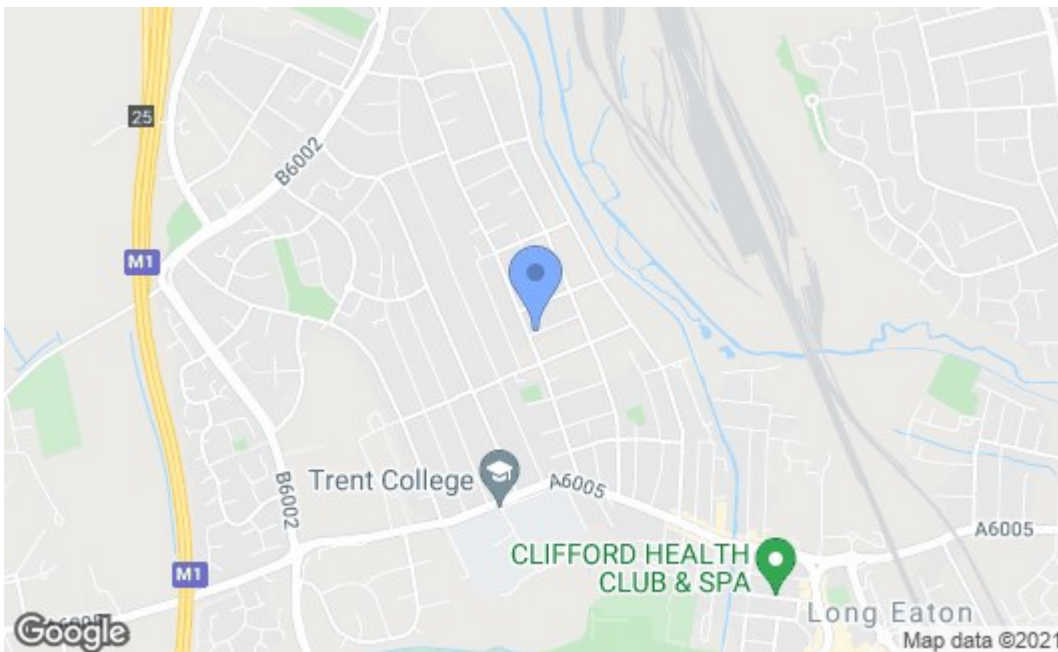 25
B6002
M1
Trent College
A6005
B6002
A6005
CLIFFORD HEALTH
CLUB & SPA
M1
A6005
Long Eaton
Google
Map data ©2021